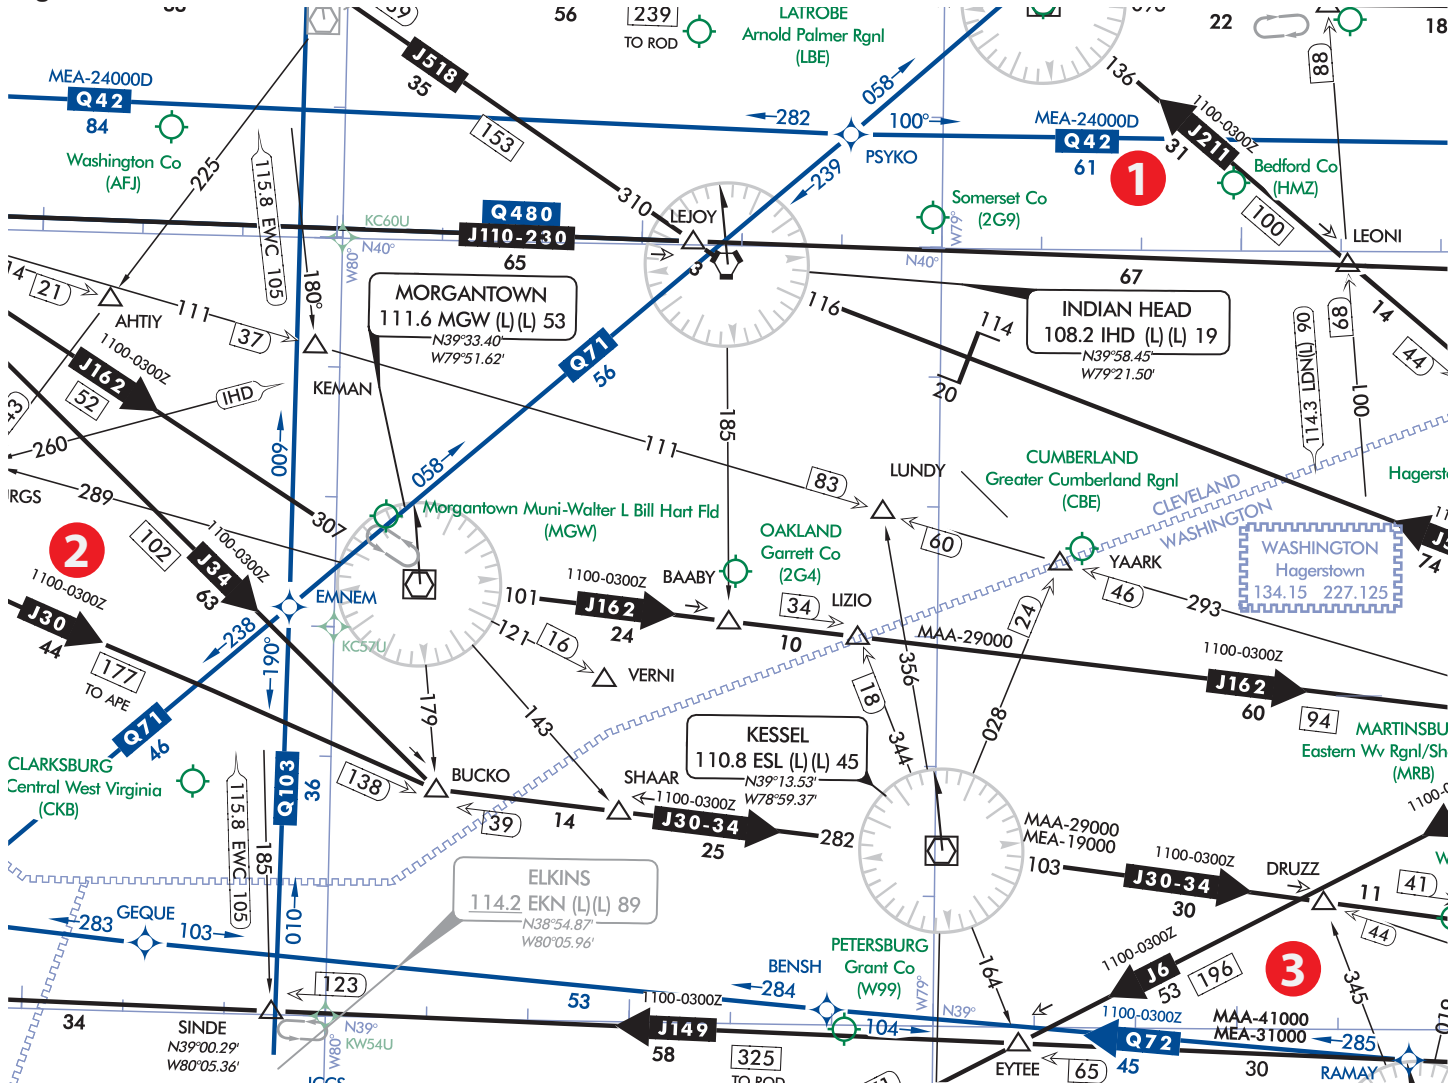 56
239
TO ROD
LATROBE
Arnold Palmer Rgnl
(LBE)
22
18
88
136
J518
35
MEA-24000D
Q42
84
Washington Co
(AFJ)
225
115.8 EWC 105
153
058
282
100°
PSYKO
239
MEA-24000D
Q42
61
1
1100-0300Z
J211
31
Bedford Co
(HMZ)
100
LEONI
310
LEJOY
3
Q480
J110-230
65
KC60U
N40°
W80°
Somerset Co
(2G9)
W79°
N40°
67
21
AHTIY
111
37
180°
KEMAN
MORGANTOWN
111.6 MGW (L)(L) 53
N39°33.40'
W79°51.62'
116
114
20
INDIAN HEAD
108.2 IHD (L)(L) 19
N39°58.45'
W79°21.50'
68
14
44
114.3 LDN(L) 90
001
1100-0300Z
J162
52
IHD
260
Q71
56
009
058
185
111
83
LUNDY
CUMBERLAND
Greater Cumberland Rgnl
(CBE)
CLEVELAND
WASHINGTON
289
307
102
1100-0300Z
J34
63
2
1100-0300Z
J30
44
177
TO APE
Morgantown Muni-Walter L Bill Hart Fld
(MGW)
OAKLAND
Garrett Co
(2G4)
60
YAARK
46
293
WASHINGTON
Hagerstown
134.15 227.125
74
EMNEM
KC57U
238
190°
101
1100-0300Z
J162
24
BAABY
34
LIZIO
10
MAA-29000
24
121
16
VERNI
1100-0300Z
J162
60
94
MARTINSBU
Eastern Wv Rgnl/Sh
(MRB)
179
143
18
344
356
028
Q71
46
Q103
36
CLARKSBURG
Central West Virginia
(CKB)
115.8 EWC 105
185
138
BUCKO
39
14
SHAAR
1100-0300Z
J30-34
25
282
KESSEL
110.8 ESL (L)(L) 45
N39°13.53'
W78°59.37'
MAA-29000
MEA-19000
103
1100-0300Z
J30-34
30
DRUZZ
11
41
44
ELKINS
114.2 EKN (L)(L) 89
N38°54.87'
W80°05.96'
010
283
GEQUE
103
123
34
SINDE
N39°00.29'
W80°05.36'
N39°
KW54U
W80°
53
BENSH
284
PETERSBURG
Grant Co
(W99)
104
1100-0300Z
J149
58
325
TO ROD
164
W79°
N39°
EYTEE
65
1100-0300Z
J6
53
196
3
345
1100-0300Z
Q72
45
MAA-41000
MEA-31000
285
30
RAMAY